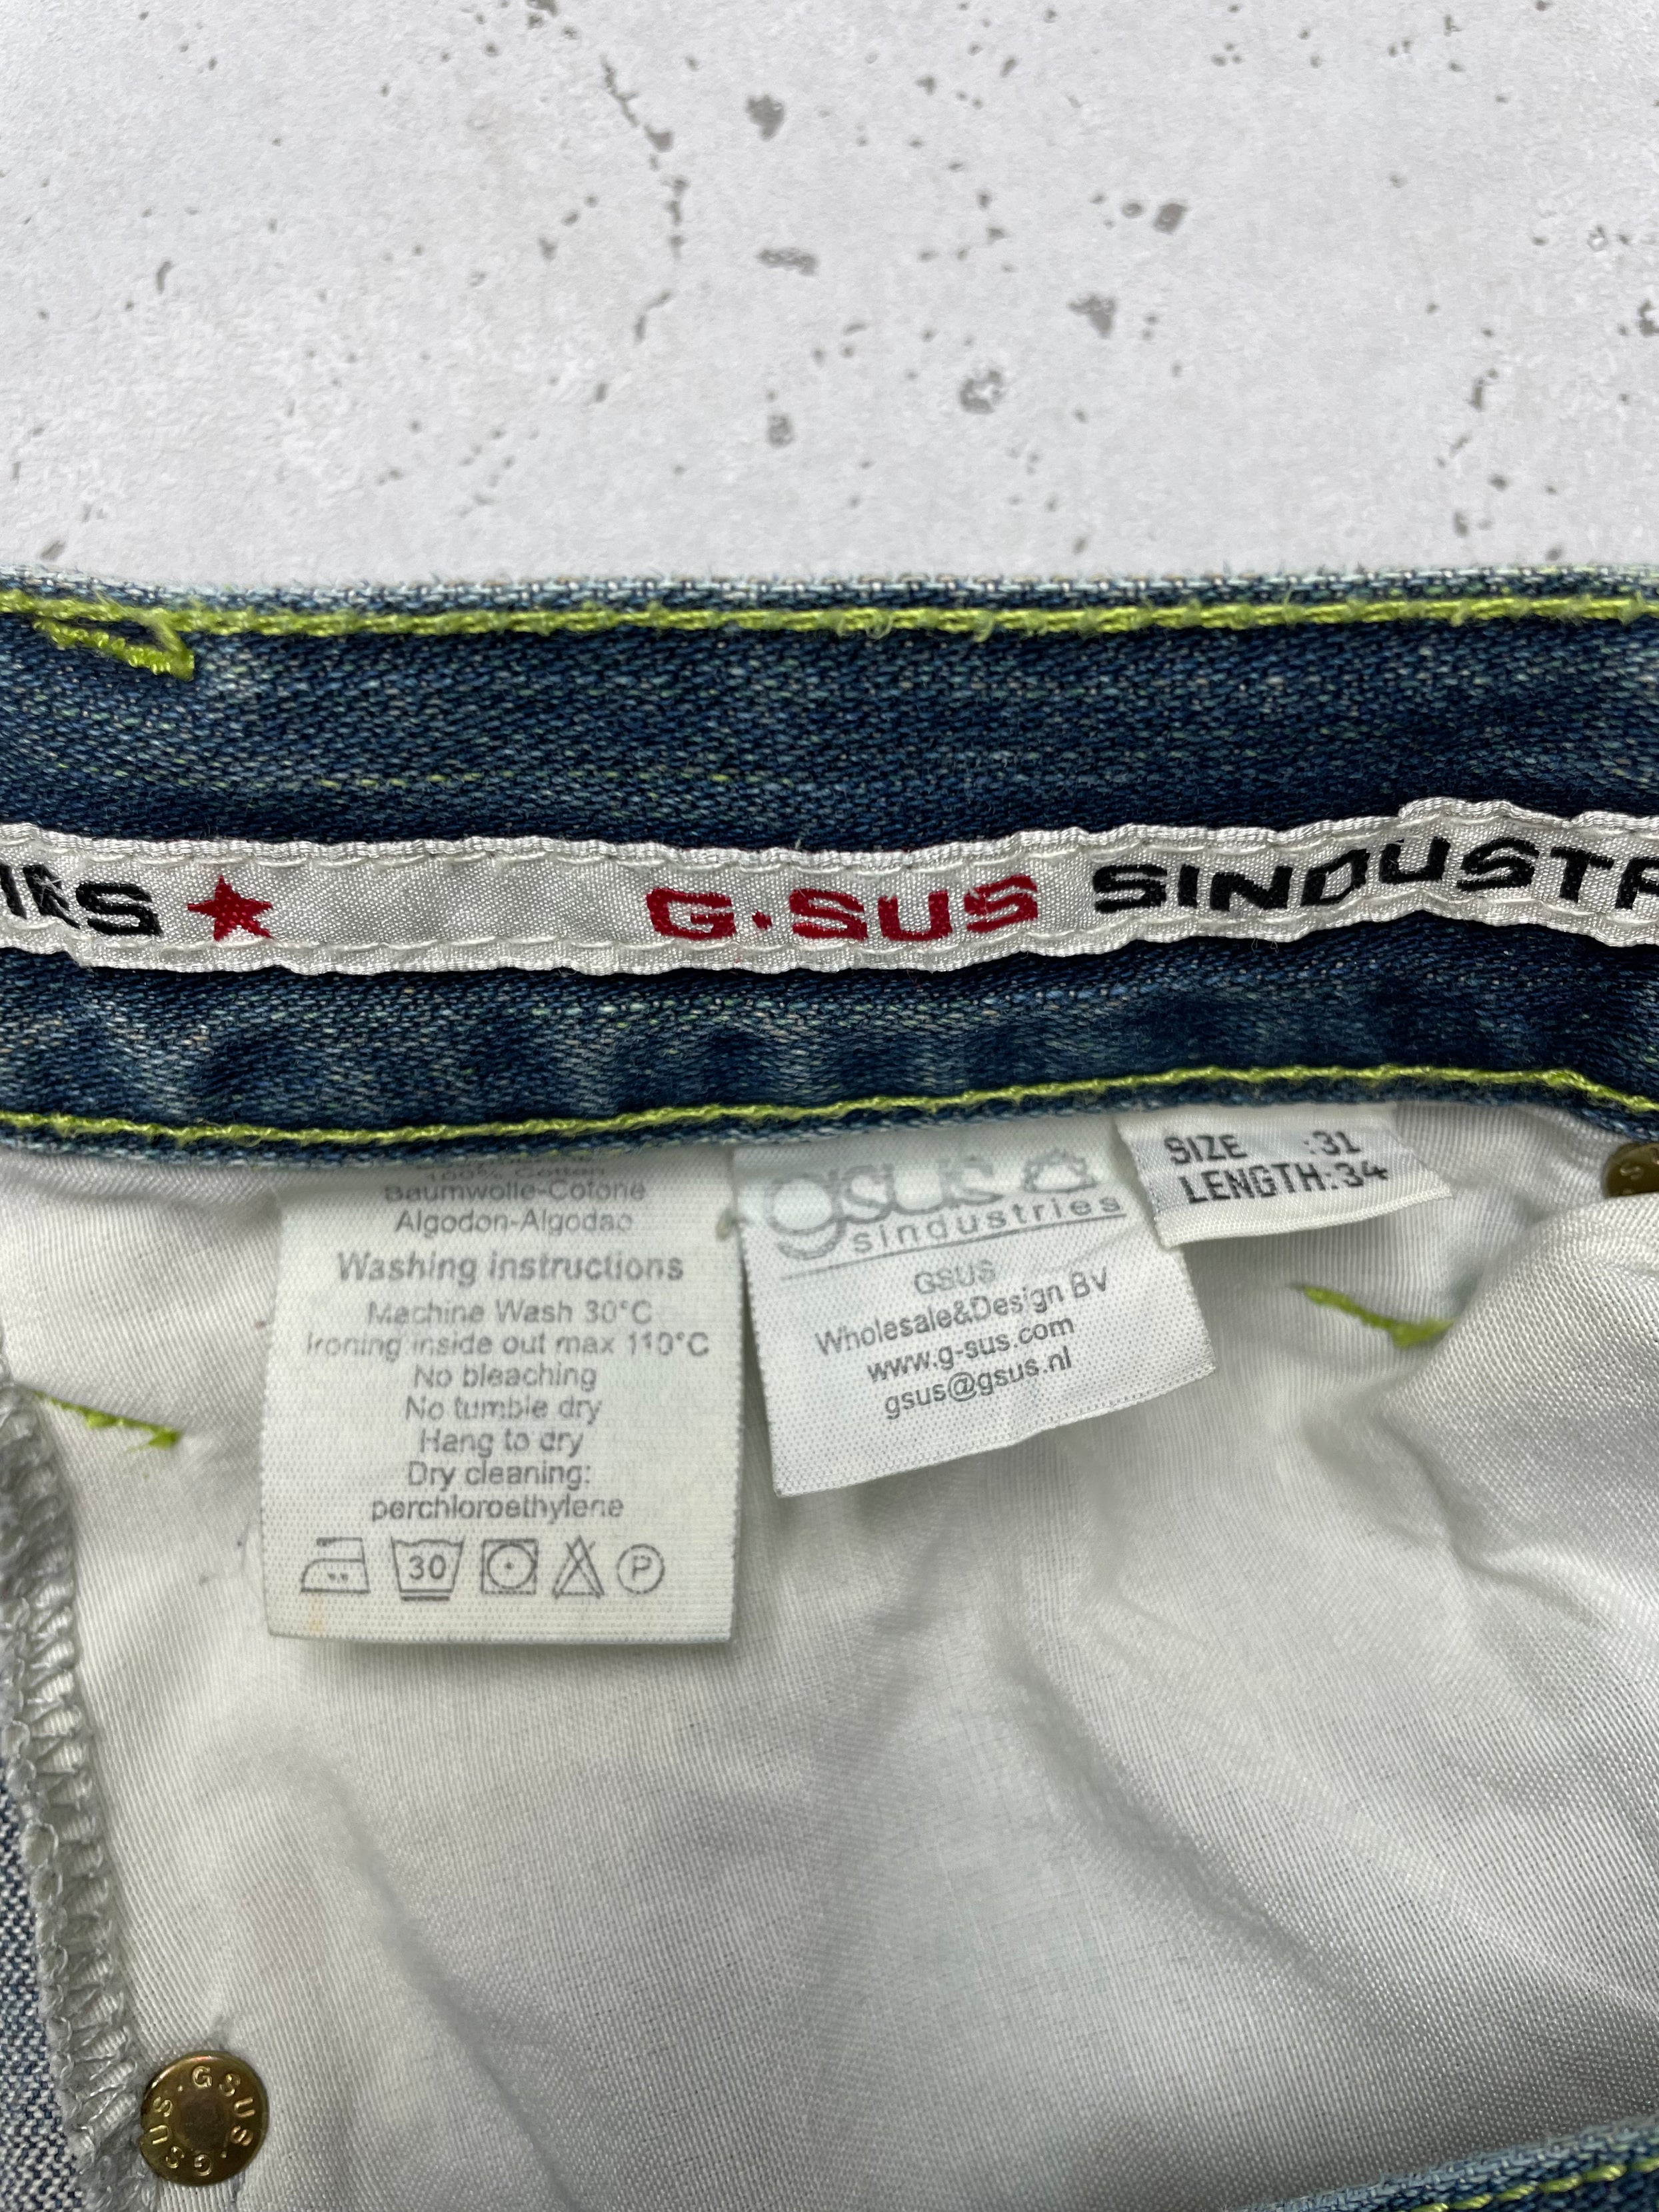 G·SUS SINDUSTR
SIZE :31
LENGTH:34
100% Cotton
Baumwolle-Cotone
Algodon-Algodao
Washing instructions
Machine Wash 30°C
Ironing inside out max 110°C
No bleaching
No tumble dry
Hang to dry
Dry cleaning:
perchloroethylene
30
P
gsus
sindustries
GSUS
Wholesale&Design BV
www.g-sus.com
gsus@gsus.nl
GSUS·GSUS·